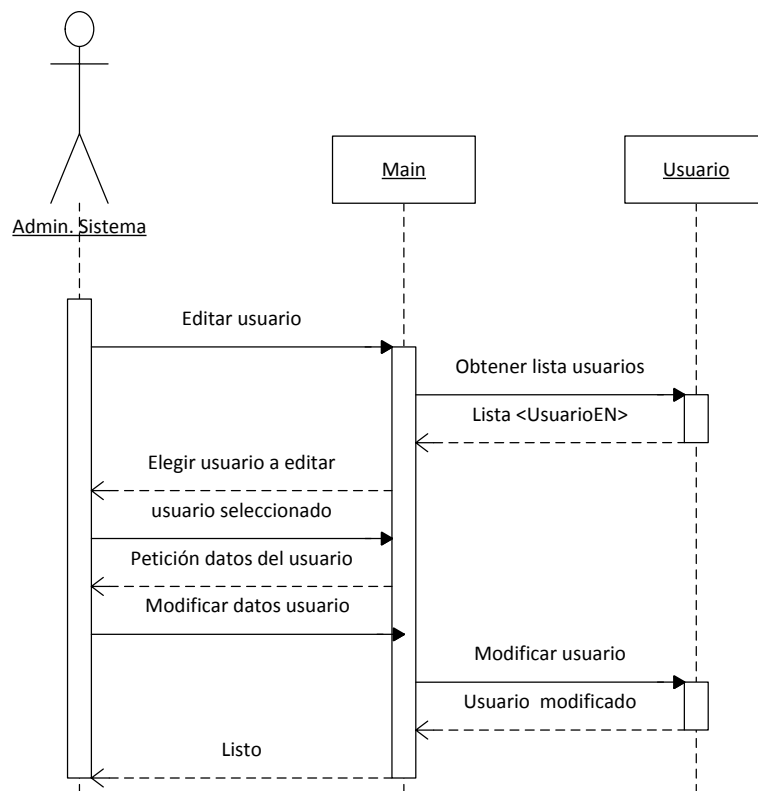 Main
Usuario
Admin. Sistema
Editar usuario
Obtener lista usuarios
Lista <UsuarioEN>
Elegir usuario a editar
usuario seleccionado
Petición datos del usuario
Modificar datos usuario
Modificar usuario
Usuario  modificado
Listo